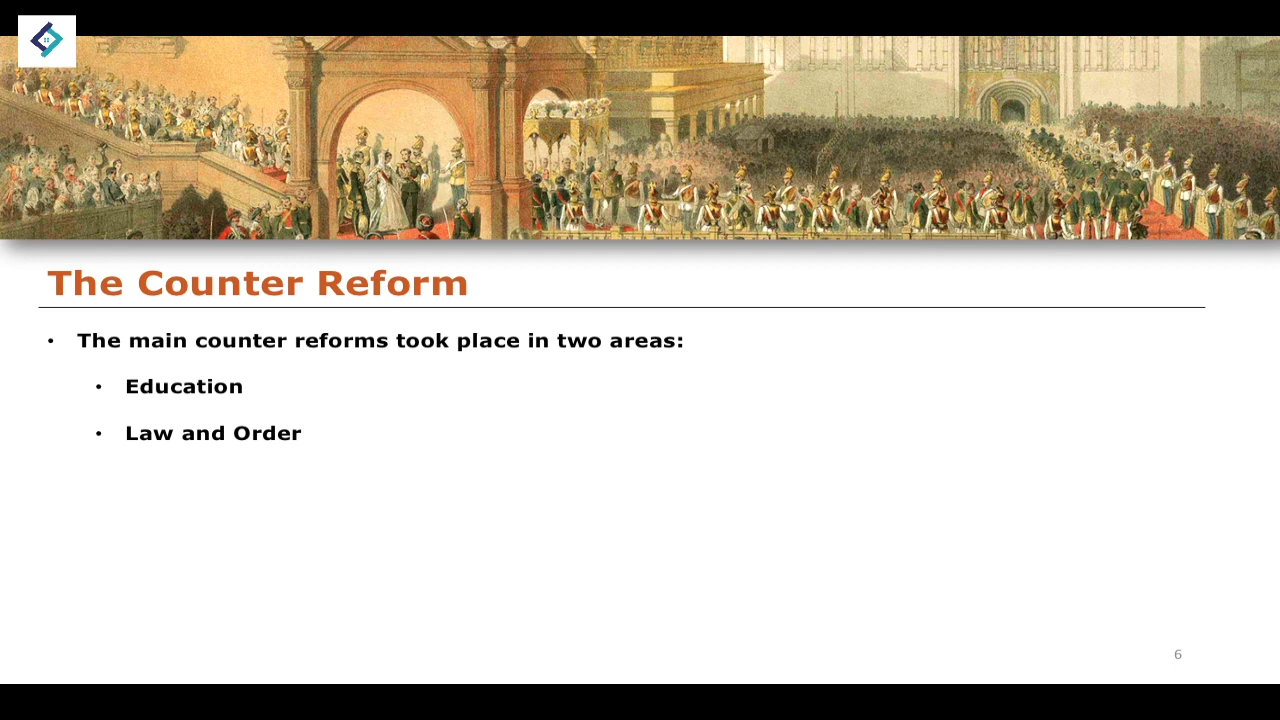 The Counter Reform
• The main counter reforms took place in two areas:
• Education
• Law and Order
6